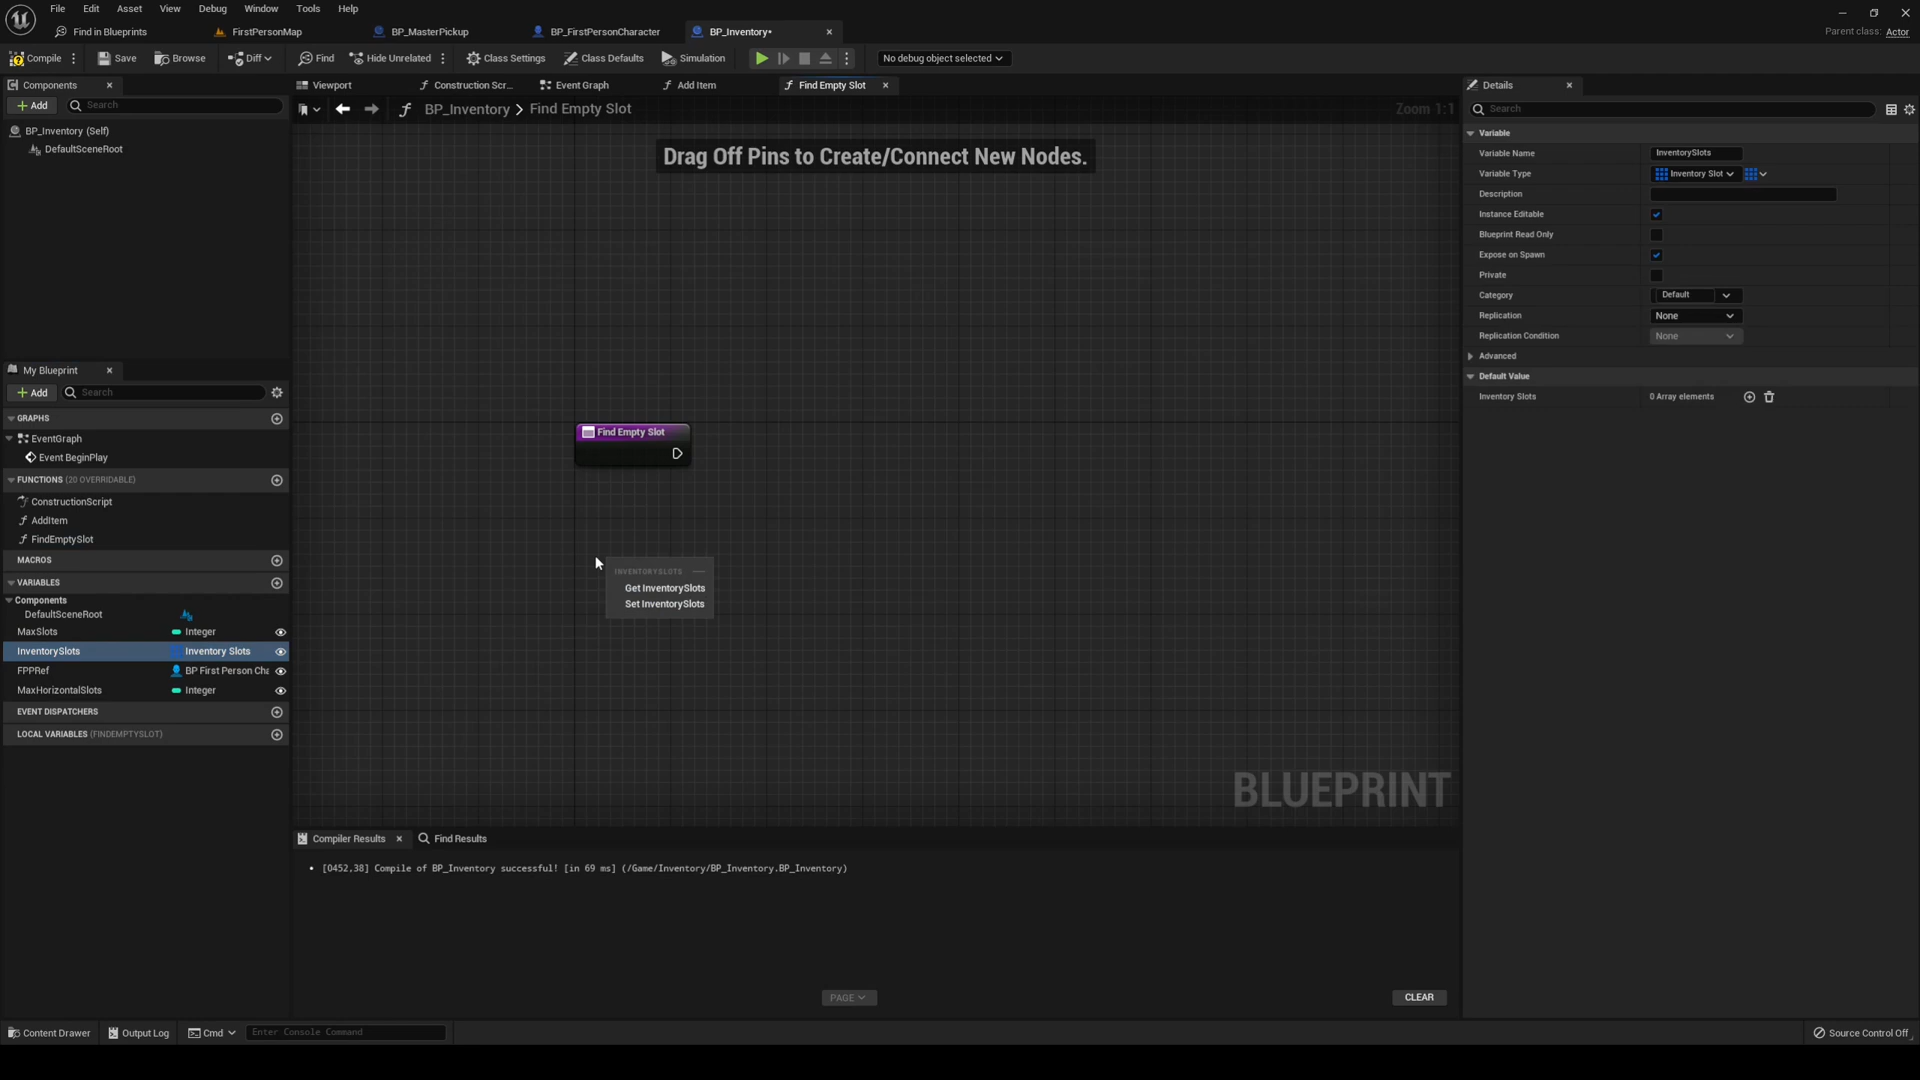 File Edit Asset View Debug Window Tools Help
Find in Blueprints FirstPersonMap BP_MasterPickup BP_FirstPersonCharacter BP_Inventory•
Parent class: Actor
Compile Save Browse Diff Find Hide Unrelated Class Settings Class Defaults Simulation No debug object selected
Components
Add Search
BP_Inventory (Self)
DefaultSceneRoot
My Blueprint
Add Search
GRAPHS
EventGraph
Event BeginPlay
FUNCTIONS (20 OVERRIDABLE)
ConstructionScript
AddItem
FindEmptySlot
MACROS
VARIABLES
Components
DefaultSceneRoot
MaxSlots Integer
InventorySlots Inventory Slots
FPPRef BP First Person Cha
MaxHorizontalSlots Integer
EVENT DISPATCHERS
LOCAL VARIABLES (FINDEMPTYSLOT)
Viewport Construction Scr... Event Graph Add Item Find Empty Slot
BP_Inventory > Find Empty Slot
Zoom 1:1
Drag Off Pins to Create/Connect New Nodes.
Find Empty Slot
INVENTORYSLOTS
Get InventorySlots
Set InventorySlots
BLUEPRINT
Compiler Results Find Results
[0452,38] Compile of BP_Inventory successful! [in 69 ms] (/Game/Inventory/BP_Inventory.BP_Inventory)
PAGE
CLEAR
Details
Search
Variable
Variable Name InventorySlots
Variable Type Inventory Slot
Description
Instance Editable
Blueprint Read Only
Expose on Spawn
Private
Category Default
Replication None
Replication Condition None
Advanced
Default Value
Inventory Slots 0 Array elements
Content Drawer Output Log Cmd Enter Console Command
Source Control Off